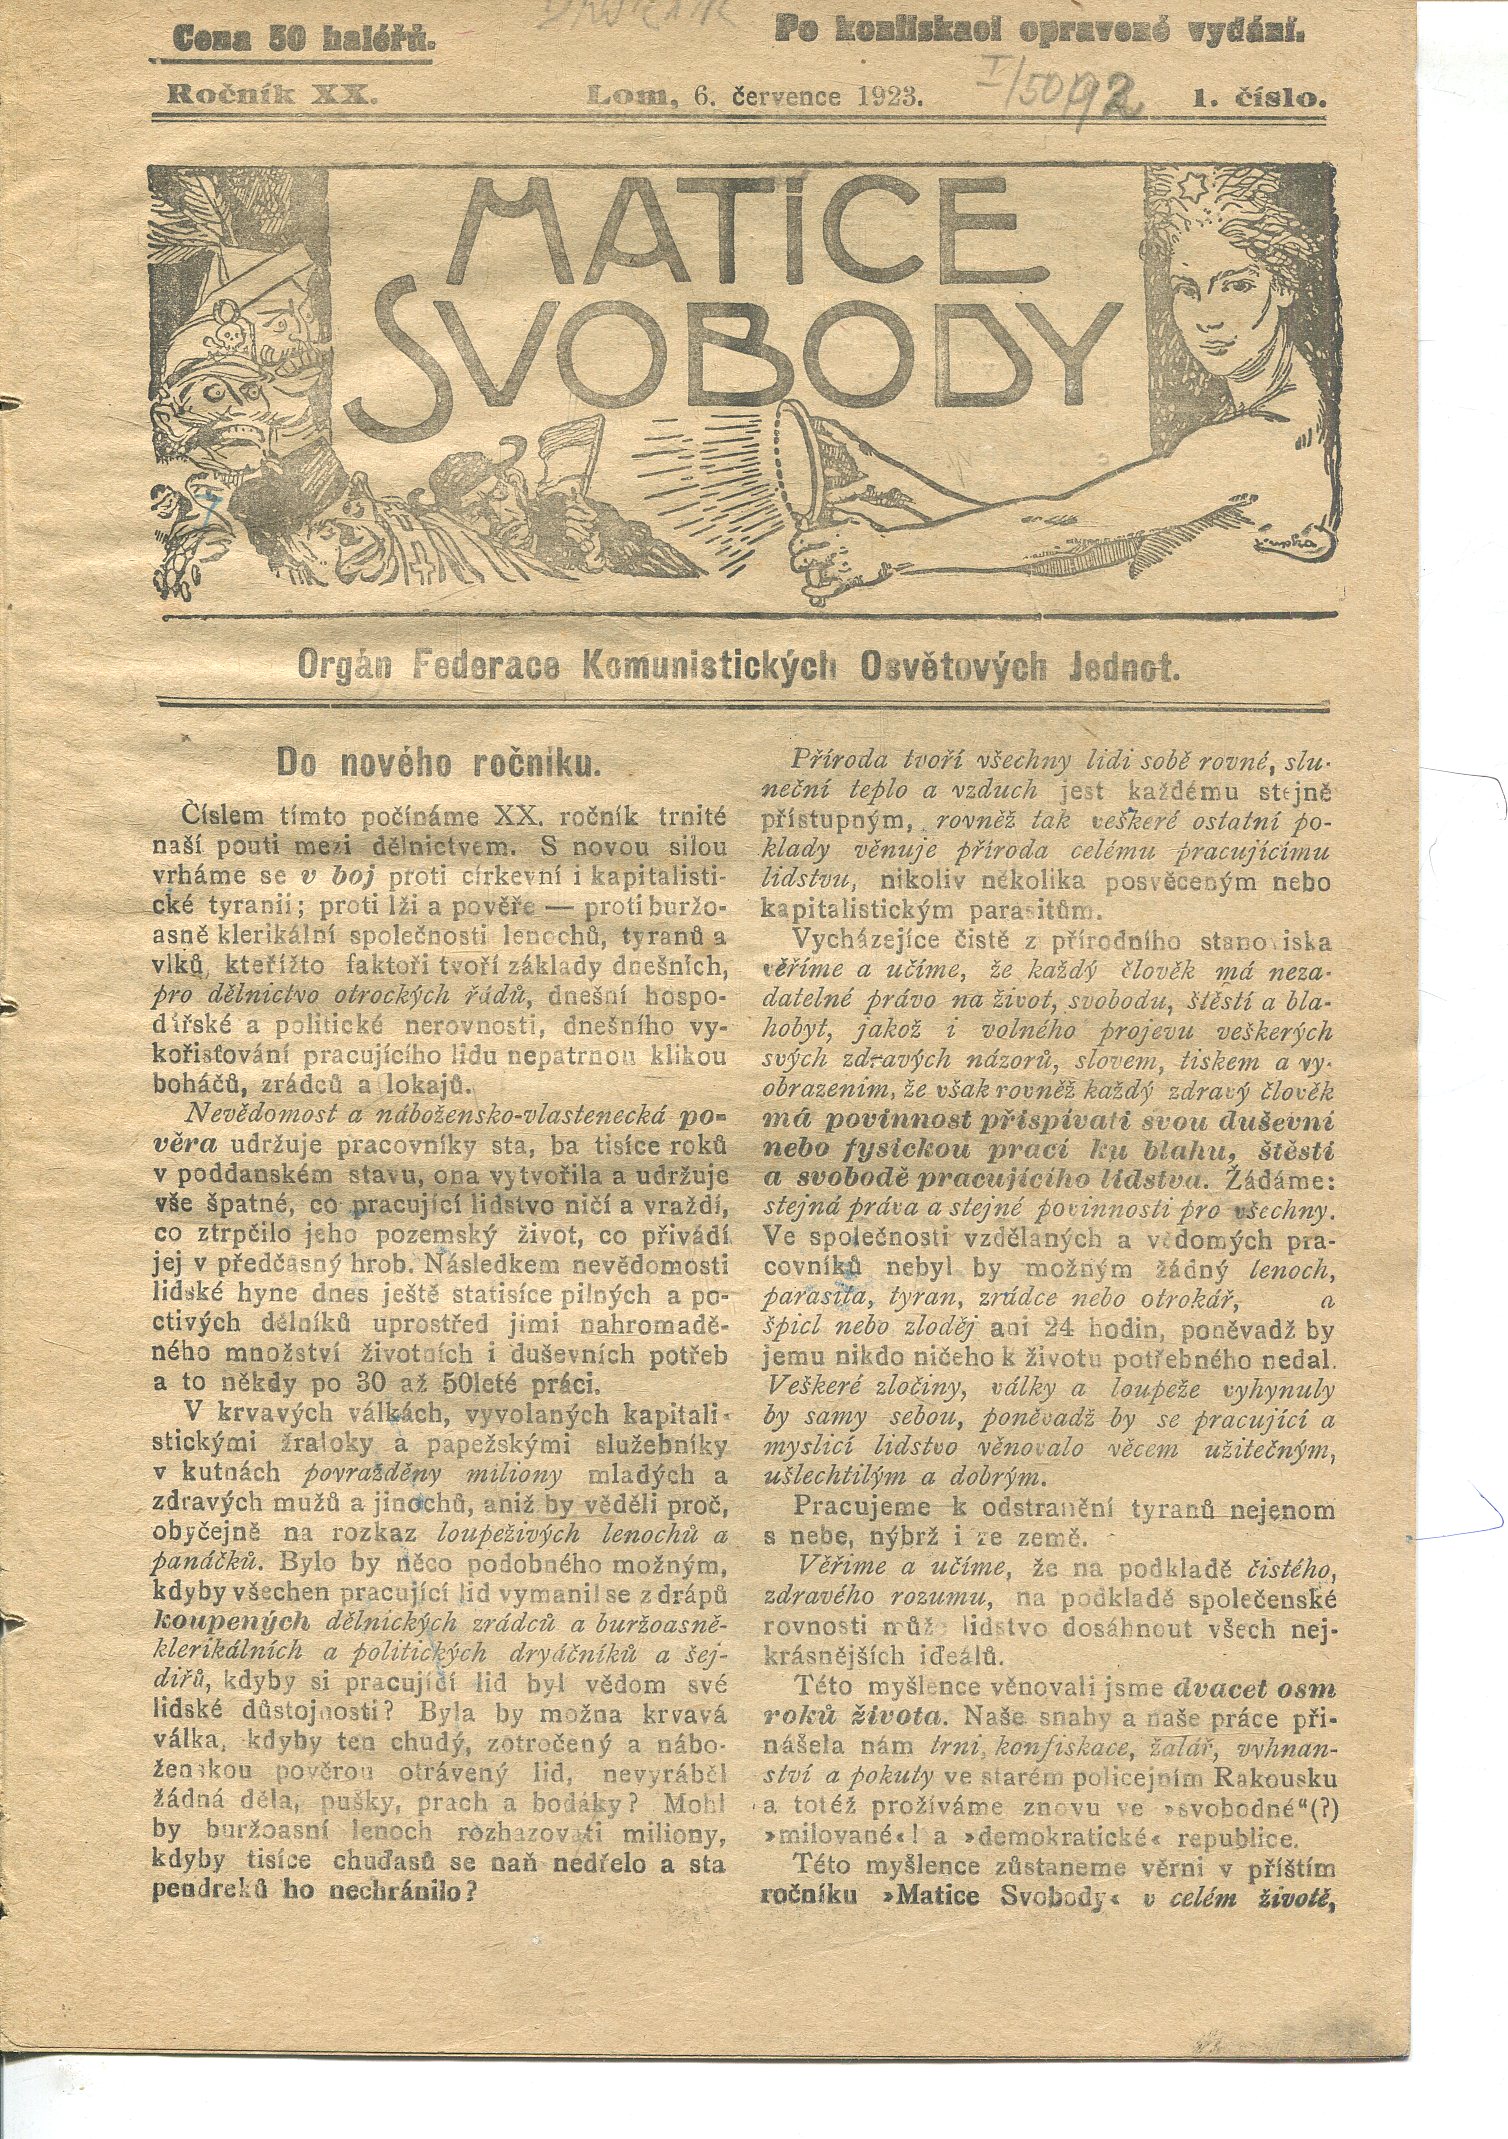 Cena 50 haléřů.
Po konfiskaci opravené vydání.
Ročník XX.
Lom, 6. července 1923.
I/5092
1. číslo.
MATICE
SVOBODY
Kupka
Orgán Federace Komunistických Osvětových Jednot.
Do nového ročníku.
Číslem tímto počínáme XX. ročník trnité
naší pouti mezi dělnictvem. S novou silou
vrháme se v boj proti církevní i kapitalisti-
cké tyranii; proti lži a pověře — proti buržo-
asně klerikální společnosti lenochů, tyranů a
vlků, kteřížto faktoři tvoří základy dnešních,
pro dělnictvo otrockých řádů, dnešní hospo-
dářské a politické nerovnosti, dnešního vy-
kořisťování pracujícího lidu nepatrnou klikou
boháčů, zrádců a lokajů.
Nevědomost a nábožensko-vlastenecká po-
věra udržuje pracovníky sta, ba tisíce roků
v poddanském stavu, ona vytvořila a udržuje
vše špatné, co pracující lidstvo ničí a vraždí,
co ztrpčilo jeho pozemský život, co přivádí
jej v předčasný hrob. Následkem nevědomosti
lidské hyne dnes ještě statisíce pilných a po-
ctivých dělníků uprostřed jimi nahromadě-
ného množství životních i duševních potřeb
a to někdy po 30 až 50leté práci.
V krvavých válkách, vyvolaných kapitali-
stickými žraloky a papežskými služebníky
v kutnách povražděny miliony mladých a
zdravých mužů a jinochů, aniž by věděli proč,
obyčejně na rozkaz loupeživých lenochů a
panáčků. Bylo by něco podobného možným,
kdyby všechen pracující lid vymanil se z drápů
koupených dělnických zrádců a buržoasně-
klerikálních a politických dryáčníků a šej-
dířů, kdyby si pracující lid byl vědom své
lidské důstojnosti? Byla by možna krvavá
válka, kdyby ten chudý, zotročený a nábo-
ženskou pověrou otrávený lid, nevyráběl
žádná děla, pušky, prach a bodáky? Mohl
by buržoasní lenoch rozhazovati miliony,
kdyby tisíce chuďasů se naň nedřelo a sta
pendreků ho nechránilo?
Příroda tvoří všechny lidi sobě rovné, slu-
neční teplo a vzduch jest každému stejně
přístupným, rovněž tak veškeré ostatní po-
klady věnuje příroda celému pracujícímu
lidstvu, nikoliv několika posvěceným nebo
kapitalistickým parasitům.
Vycházejíce čistě z přírodního stanoviska
věříme a učíme, že každý člověk má neza-
datelné právo na život, svobodu, štěstí a bla-
hobyt, jakož i volného projevu veškerých
svých zdravých názorů, slovem, tiskem a vy-
obrazením, že však rovněž každý zdravý člověk
má povinnost přispívati svou duševní
nebo fysickou prací ku blahu, štěstí
a svobodě pracujícího lidstva. Žádáme:
stejná práva a stejné povinnosti pro všechny.
Ve společnosti vzdělaných a vědomých pra-
covníků nebyl by možným žádný lenoch,
parasita, tyran, zrádce nebo otrokář, a
špicl nebo zloděj ani 24 hodin, poněvadž by
jemu nikdo ničeho k životu potřebného nedal.
Veškeré zločiny, války a loupeže vyhynuly
by samy sebou, poněvadž by se pracující a
myslící lidstvo věnovalo věcem užitečným,
ušlechtilým a dobrým.
Pracujeme k odstranění tyranů nejenom
s nebe, nýbrž i ze země.
Věříme a učíme, že na podkladě čistého,
zdravého rozumu, na podkladě společenské
rovnosti může lidstvo dosáhnout všech nej-
krásnějších ideálů.
Této myšlence věnovali jsme dvacet osm
roků života. Naše snahy a naše práce při-
nášela nám trní, konfiskace, žalář, vyhnan-
ství a pokuty ve starém policejním Rakousku
a totéž prožíváme znovu ve »svobodné“(?)
»milované«! a »demokratické« republice.
Této myšlence zůstaneme věrni v příštím
ročníku »Matice Svobody« v celém životě,